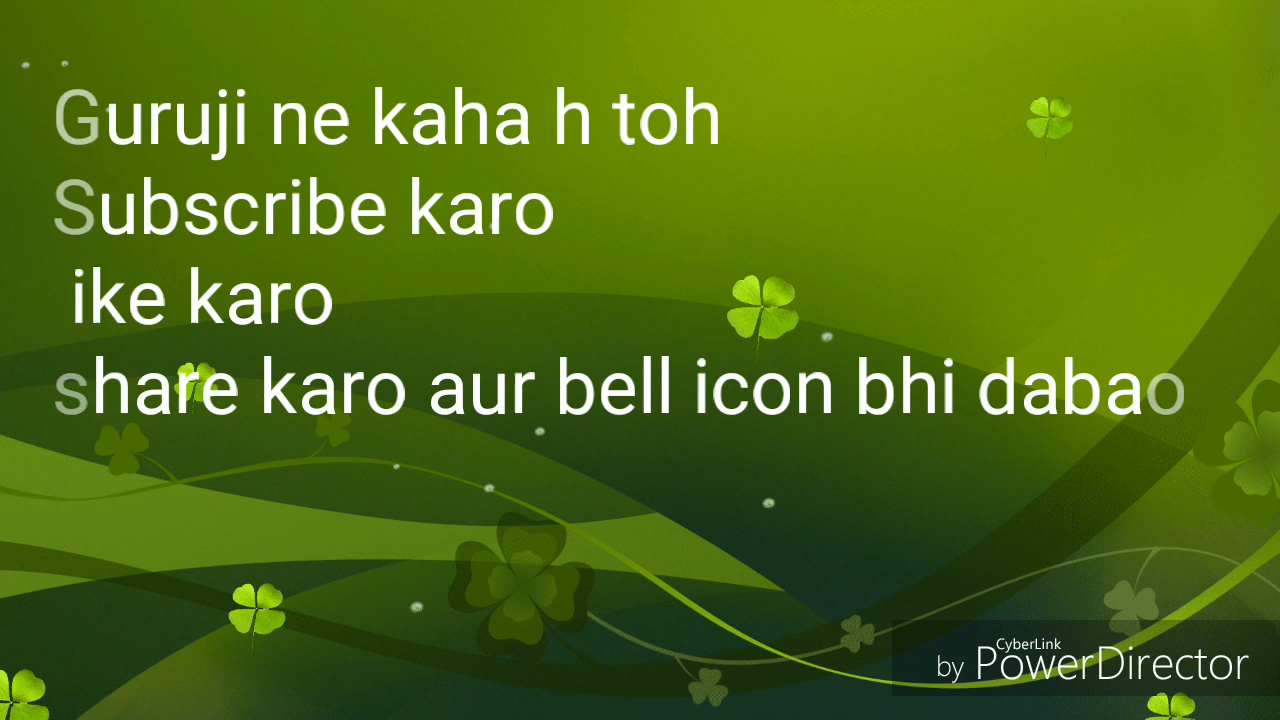 Guruji ne kaha h toh
Subscribe karo
ike karo
share karo aur bell icon bhi dabao
by CyberLink PowerDirector